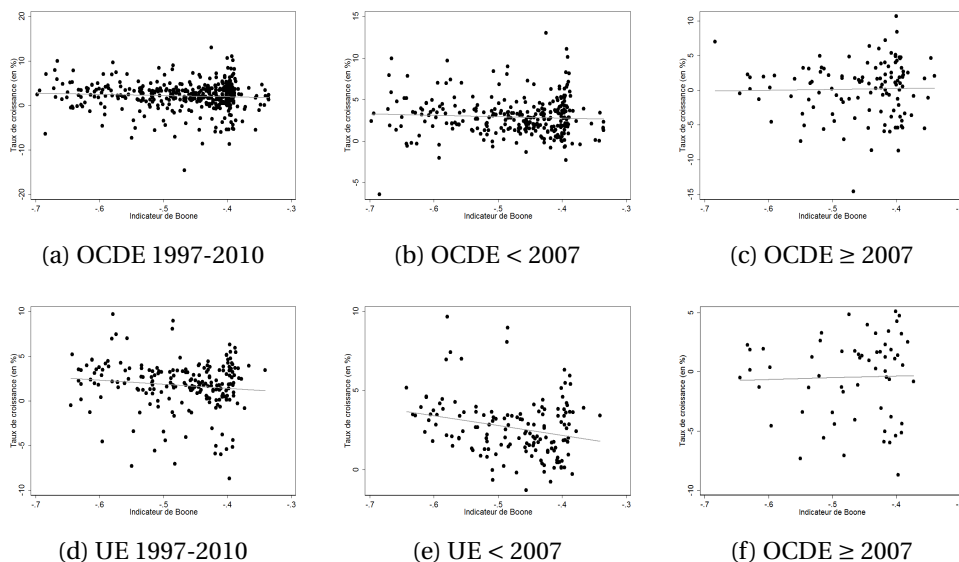 20
10
0
-10
-20
Taux de croissance (en %)
-.7 -.6 -.5 -.4 -.3
Indicateur de Boone
(a) OCDE 1997-2010
15
10
5
0
-5
Taux de croissance (en %)
-.7 -.6 -.5 -.4 -.3
Indicateur de Boone
(b) OCDE < 2007
10
5
0
-5
-10
-15
Taux de croissance (en %)
-.7 -.6 -.5 -.4 -.3
Indicateur de Boone
(c) OCDE ≥ 2007
10
5
0
-5
-10
Taux de croissance (en %)
-.7 -.6 -.5 -.4 -.3
Indicateur de Boone
(d) UE 1997-2010
10
5
0
Taux de croissance (en %)
-.7 -.6 -.5 -.4 -.3
Indicateur de Boone
(e) UE < 2007
5
0
-5
-10
Taux de croissance (en %)
-.7 -.6 -.5 -.4 -.3
Indicateur de Boone
(f) OCDE ≥ 2007